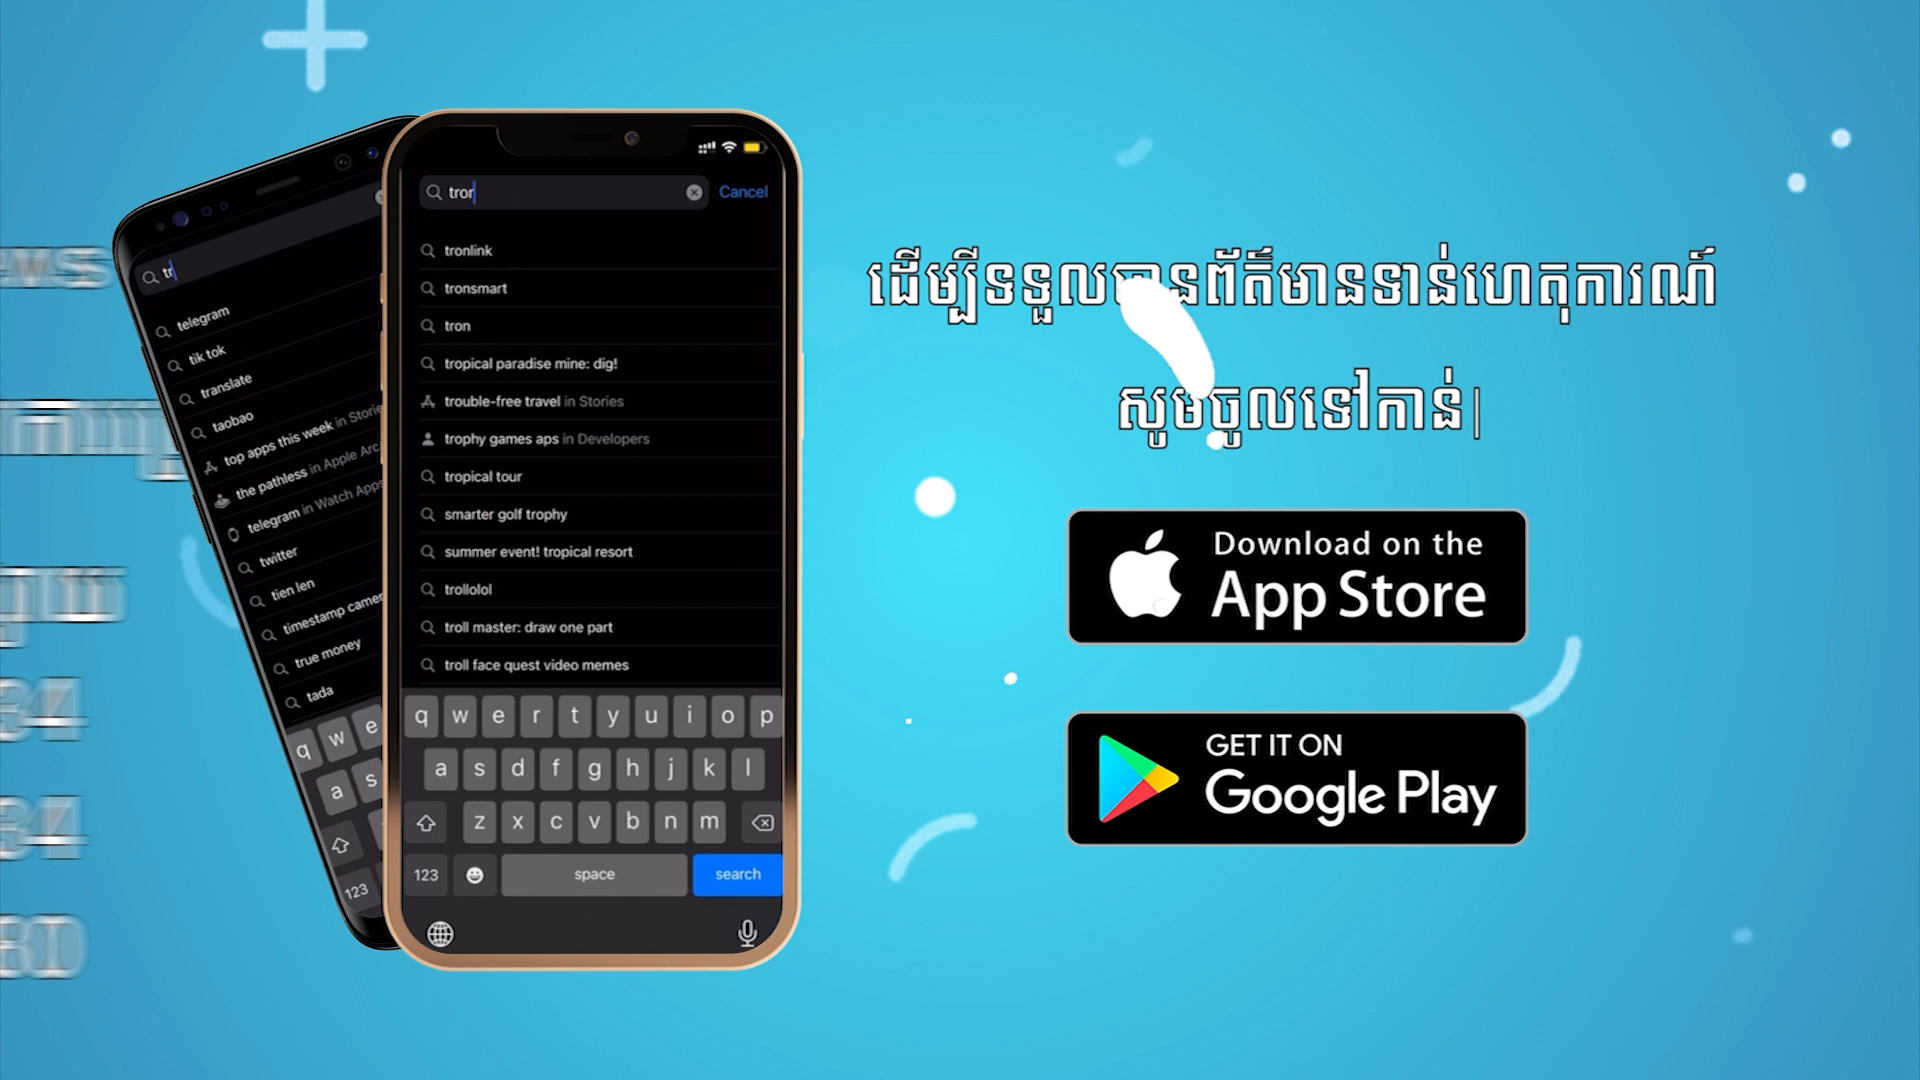 tr
telegram
tik tok
translate
taobao
top apps this week in Stories
the pathless in Apple Arc
telegram in Watch Apps
twitter
tien len
timestamp camer
true money
tada
q w e
a s
123
tror
Cancel
tronlink
tronsmart
tron
tropical paradise mine: dig!
trouble-free travel in Stories
trophy games aps in Developers
tropical tour
smarter golf trophy
summer event! tropical resort
trollolol
troll master: draw one part
troll face quest video memes
q w e r t y u i o p
a s d f g h j k l
z x c v b n m
123 space search
ដើម្បីទទួលបានព័ត៌មានទាន់ហេតុការណ៍
សូមចូលទៅកាន់
Download on the
App Store
GET IT ON
Google Play